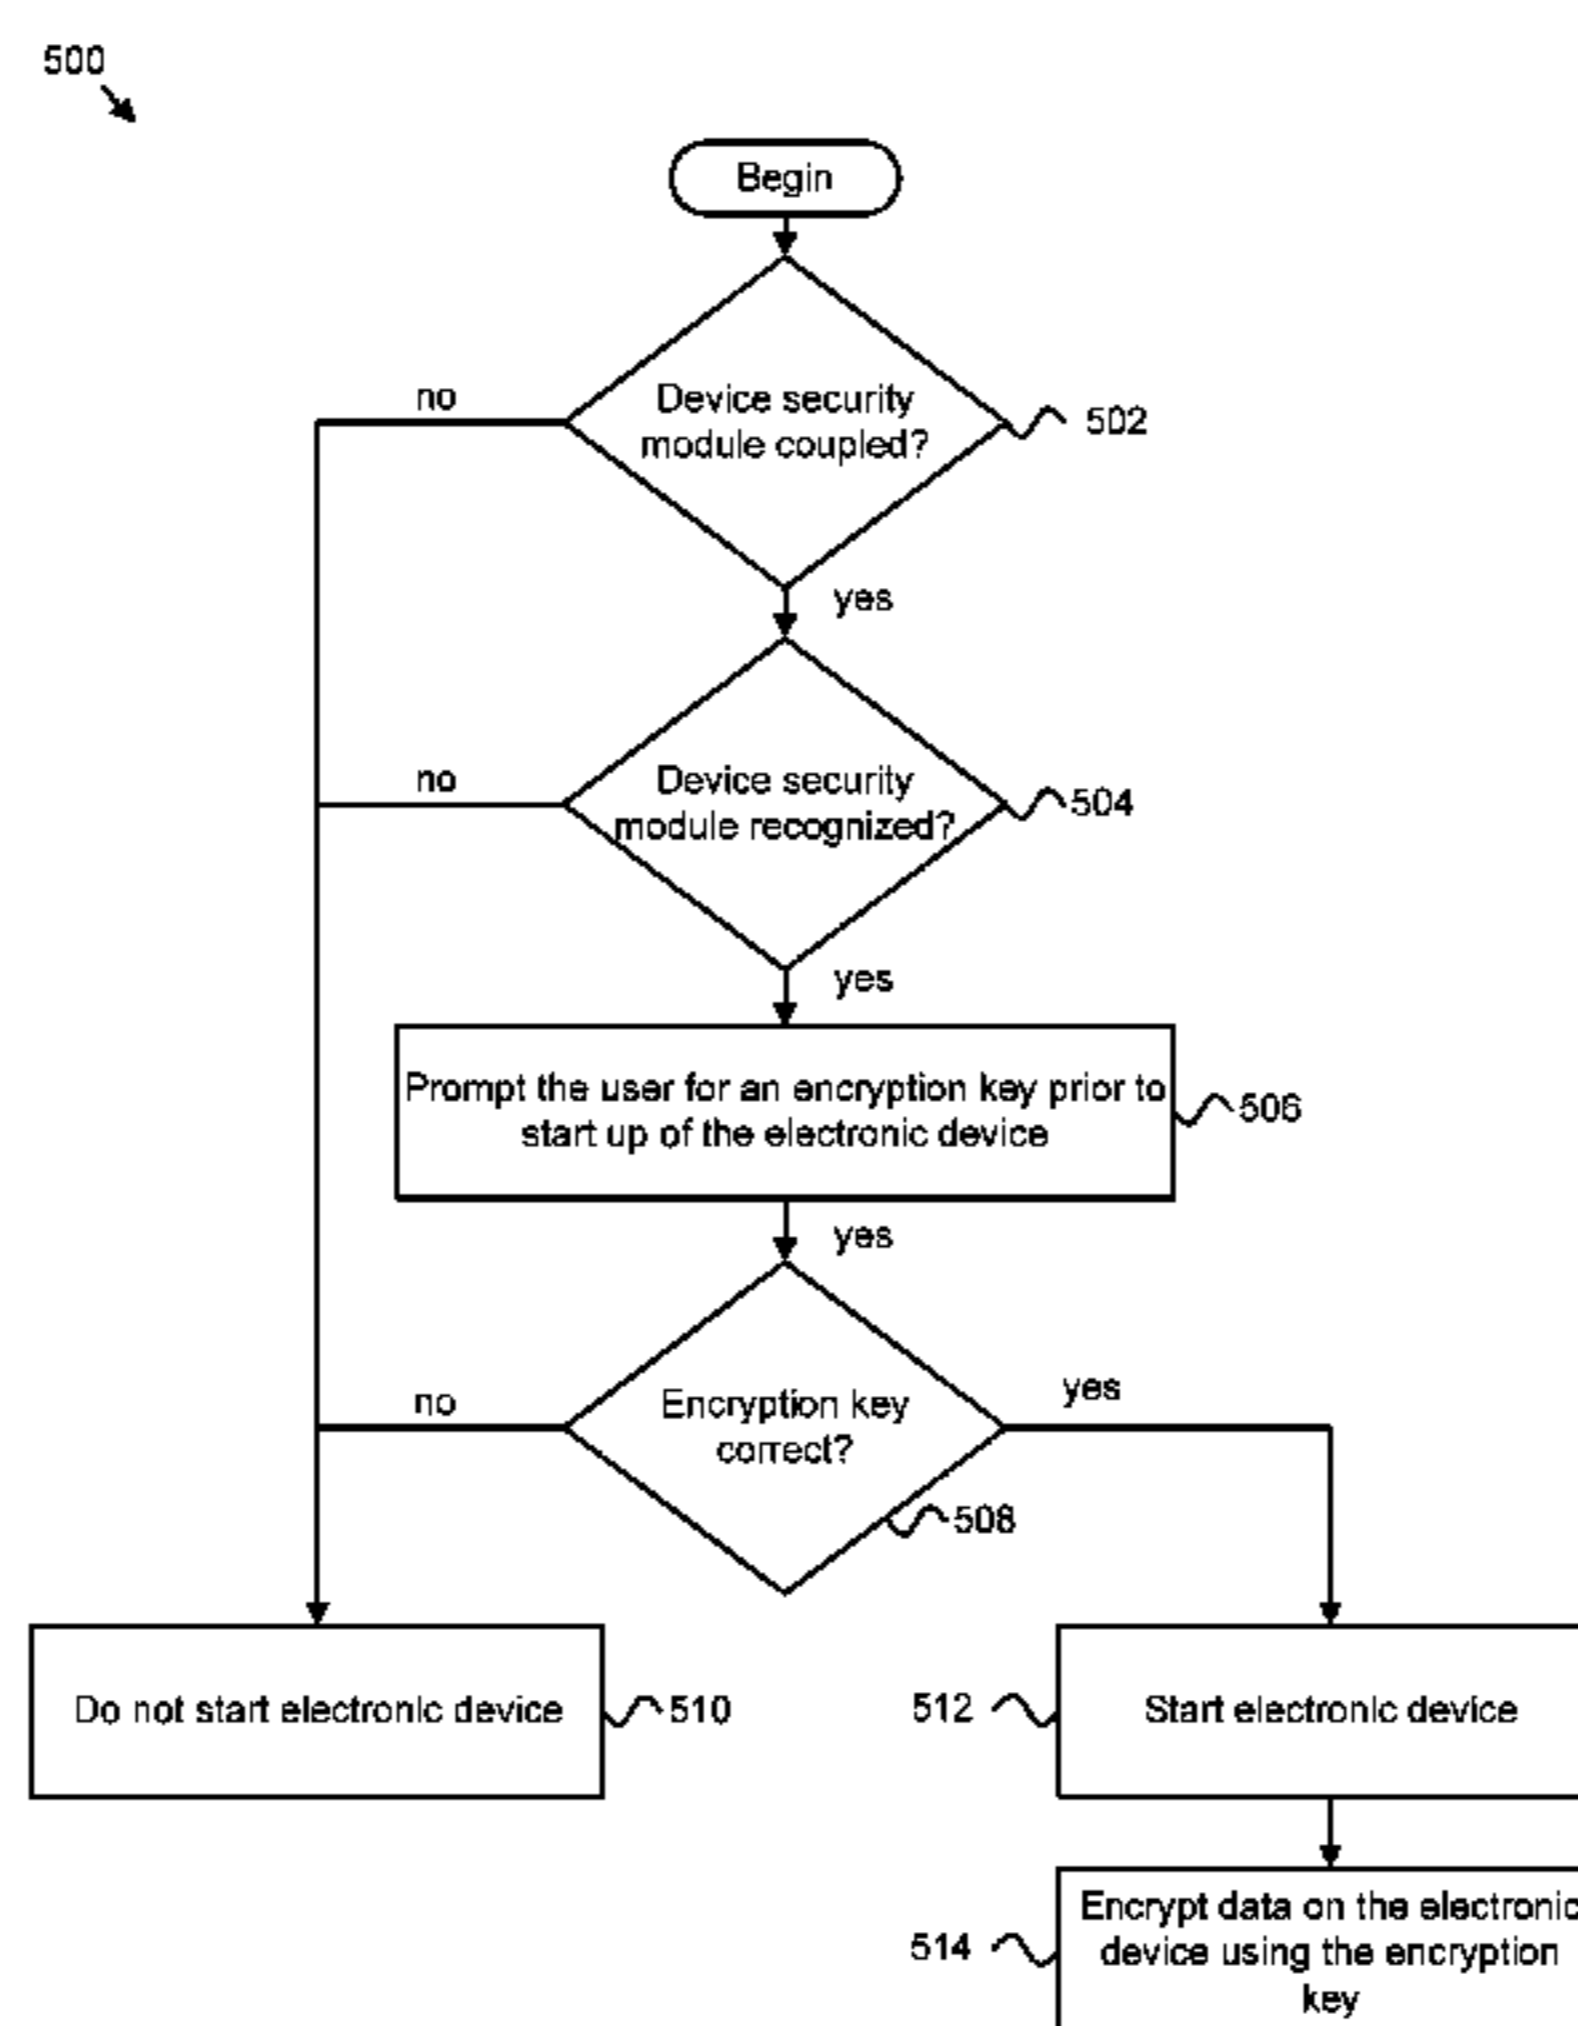 500
Begin
no
Device security
module coupled?
502
yes
no
Device security
module recognized?
504
yes
Prompt the user for an encryption key prior to
start up of the electronic device
506
yes
no
Encryption key
correct?
yes
508
Do not start electronic device
510
512
Start electronic device
514
Encrypt data on the electronic
device using the encryption
key